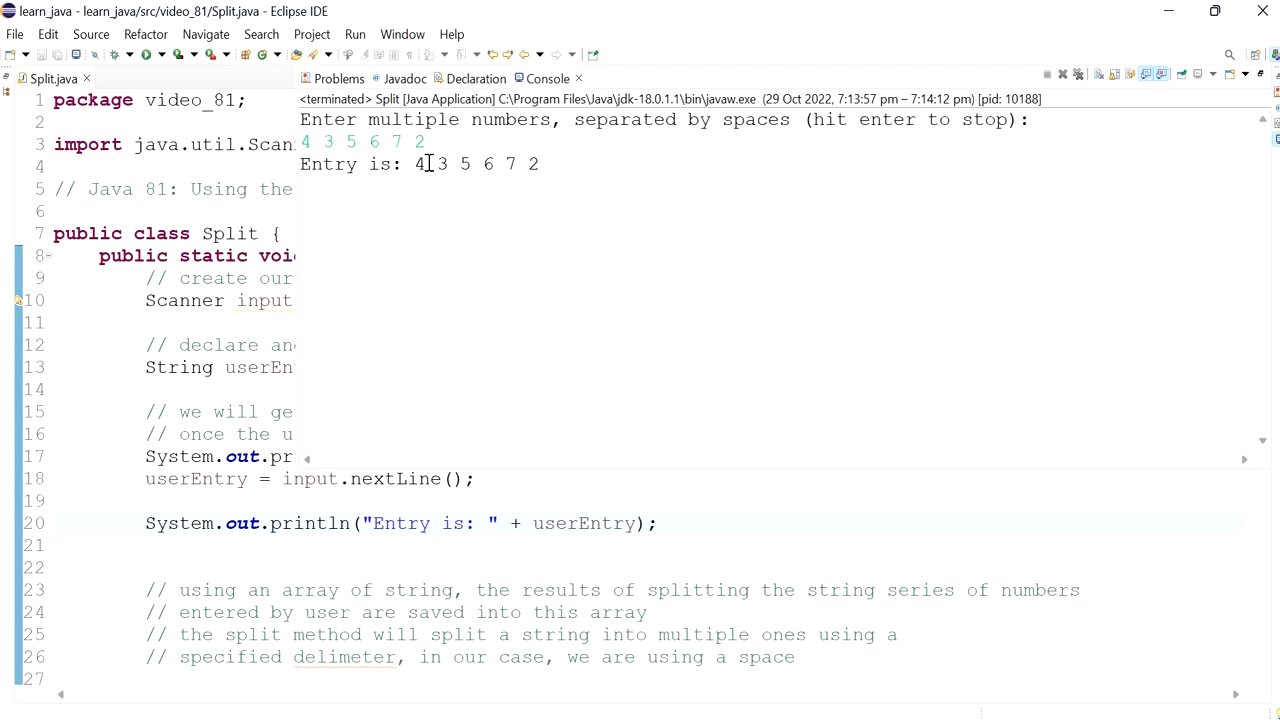 learn_java - learn_java/src/video_81/Split.java - Eclipse IDE
File Edit Source Refactor Navigate Search Project Run Window Help
Split.java
Problems Javadoc Declaration Console
<terminated> Split [Java Application] C:\Program Files\Java\jdk-18.0.1.1\bin\javaw.exe (29 Oct 2022, 7:13:57 pm – 7:14:12 pm) [pid: 10188]
Enter multiple numbers, separated by spaces (hit enter to stop):
4 3 5 6 7 2
Entry is: 4 3 5 6 7 2
1 package video_81;
2
3 import java.util.Scan
4
5 // Java 81: Using the
6
7 public class Split {
8 public static voi
9 // create our
10 Scanner input
11
12 // declare an
13 String userEn
14
15 // we will ge
16 // once the u
17 System.out.pr
18 userEntry = input.nextLine();
19
20 System.out.println("Entry is: " + userEntry);
21
22
23 // using an array of string, the results of splitting the string series of numbers
24 // entered by user are saved into this array
25 // the split method will split a string into multiple ones using a
26 // specified delimeter, in our case, we are using a space
27